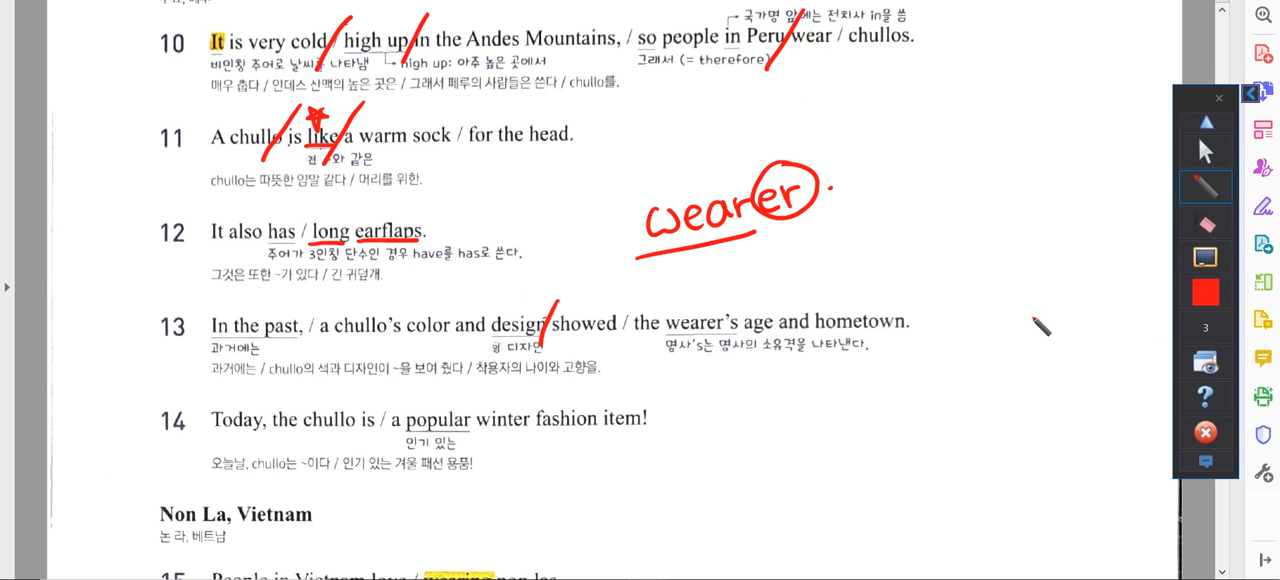 국가명 앞에는 전치사 in을 씀
10 It is very cold / high up / in the Andes Mountains, / so people in Peru wear / chullos.
비인칭 주어로 날씨를 나타냄 high up: 아주 높은 곳에서 그래서 (= therefore)
매우 춥다 / 안데스 산맥의 높은 곳은 / 그래서 페루의 사람들은 쓴다 / chullo를.
11 A chullo is like a warm sock / for the head.
전 ~와 같은
chullo는 따뜻한 양말 같다 / 머리를 위한.
wearer.
12 It also has / long earflaps.
주어가 3인칭 단수인 경우 have를 has로 쓴다.
그것은 또한 ~가 있다 / 긴 귀덮개.
13 In the past, / a chullo's color and design showed / the wearer's age and hometown.
과거에는 명 디자인 명사's는 명사의 소유격을 나타낸다.
과거에는 / chullo의 색과 디자인이 ~을 보여 줬다 / 착용자의 나이와 고향을.
14 Today, the chullo is / a popular winter fashion item!
인기 있는
오늘날, chullo는 ~이다 / 인기 있는 겨울 패션 용품!
Non La, Vietnam
논 라, 베트남
15 People in Vietnam love / wearing non las
3